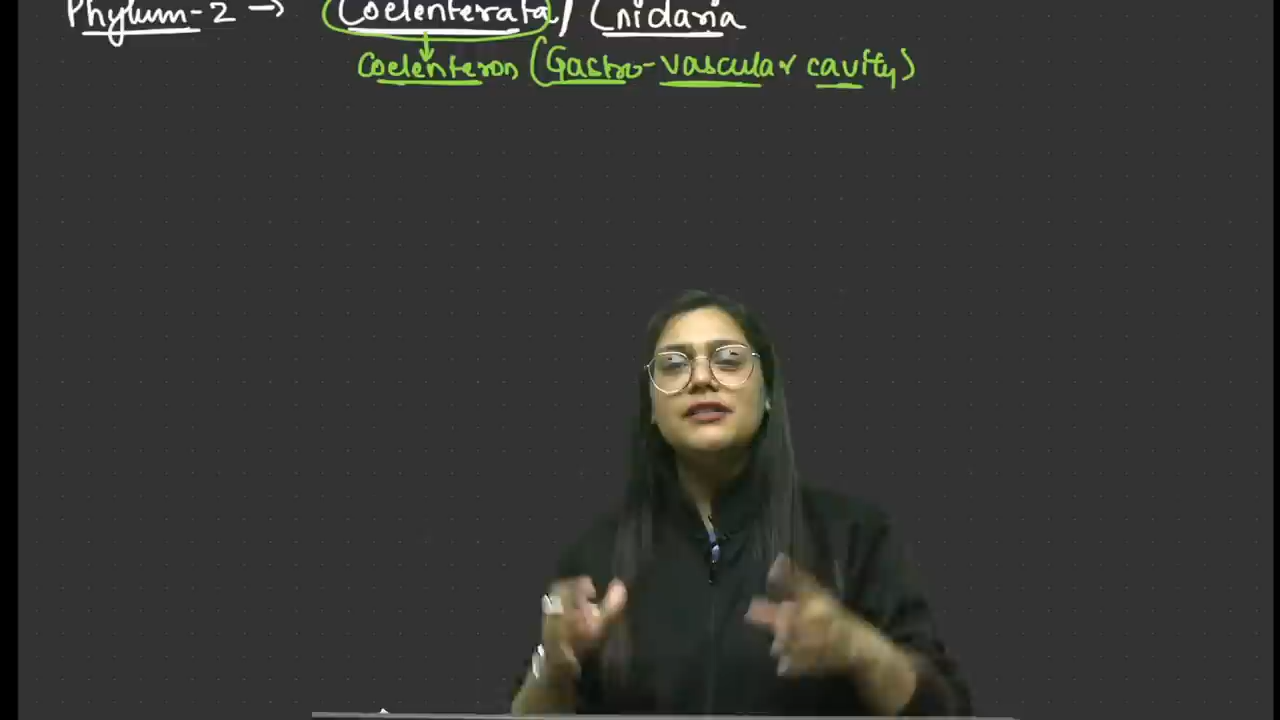 Phylum-2 → Coelenterata/ Cnidaria
Coelenteron (Gastro-vascular cavity)